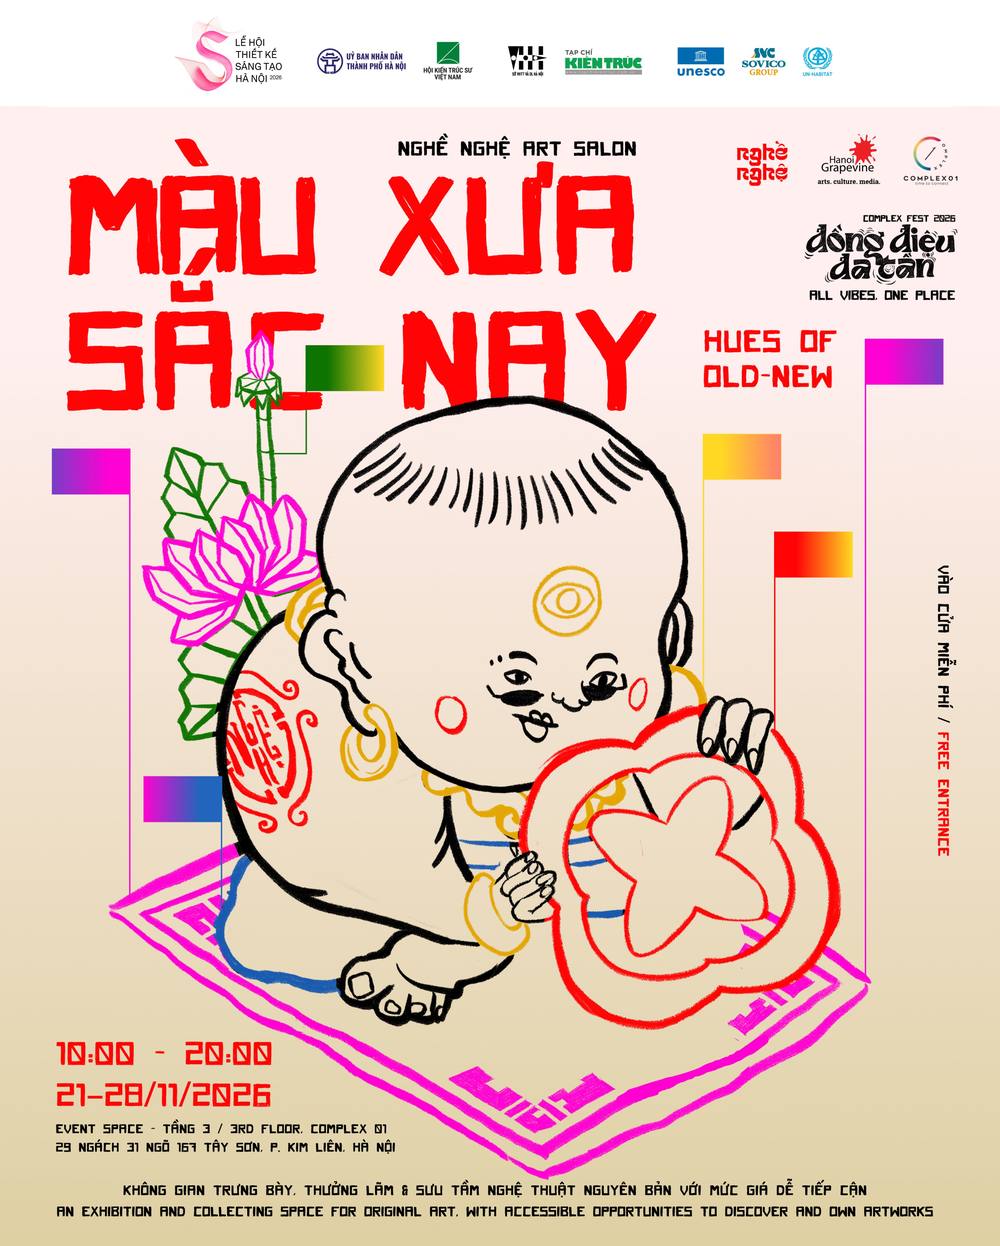 LỄ HỘI
THIẾT KẾ
SÁNG TẠO
HÀ NỘI 2026
ỦY BAN NHÂN DÂN
THÀNH PHỐ HÀ NỘI
HỘI KIẾN TRÚC SƯ
VIỆT NAM
TẠP CHÍ
KIẾN TRÚC
unesco
SVC
SOVICO
GROUP
UN-HABITAT
NGHỀ NGHỆ ART SALON
MÀU XƯA
SẮC NAY
nghề
nghệ
Hanoi
Grapevine
arts. culture. media.
COMPLEX
COMPLEX01
time to connect
COMPLEX FEST 2026
đồng điệu
đa tần
ALL VIBES, ONE PLACE
HUES OF
OLD-NEW
VÀO CỬA MIỄN PHÍ / FREE ENTRANCE
10:00 - 20:00
21-28/11/2026
EVENT SPACE - TẦNG 3 / 3RD FLOOR, COMPLEX 01
29 NGÁCH 31 NGÕ 167 TÂY SƠN, P. KIM LIÊN, HÀ NỘI
KHÔNG GIAN TRƯNG BÀY, THƯỞNG LÃM & SƯU TẦM NGHỆ THUẬT NGUYÊN BẢN VỚI MỨC GIÁ DỄ TIẾP CẬN
AN EXHIBITION AND COLLECTING SPACE FOR ORIGINAL ART, WITH ACCESSIBLE OPPORTUNITIES TO DISCOVER AND OWN ARTWORKS